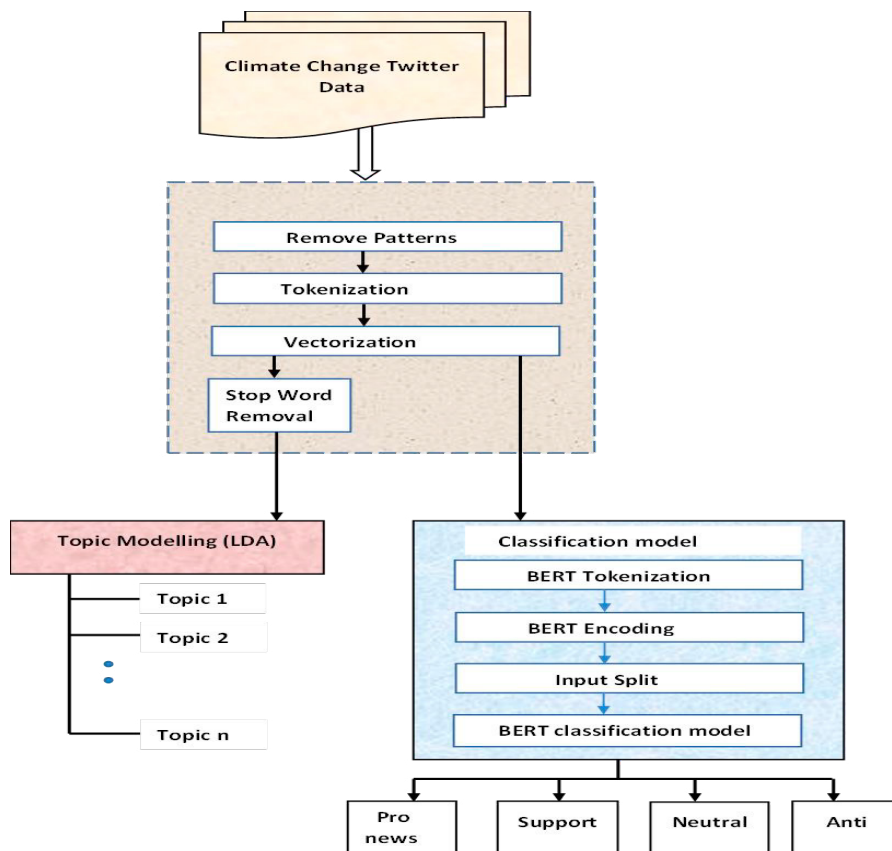 Climate Change Twitter
Data
Remove Patterns
Tokenization
Vectorization
Stop Word
Removal
Topic Modelling (LDA)
Topic 1
Topic 2
Topic n
Classification model
BERT Tokenization
BERT Encoding
Input Split
BERT classification model
Pro
news
Support
Neutral
Anti